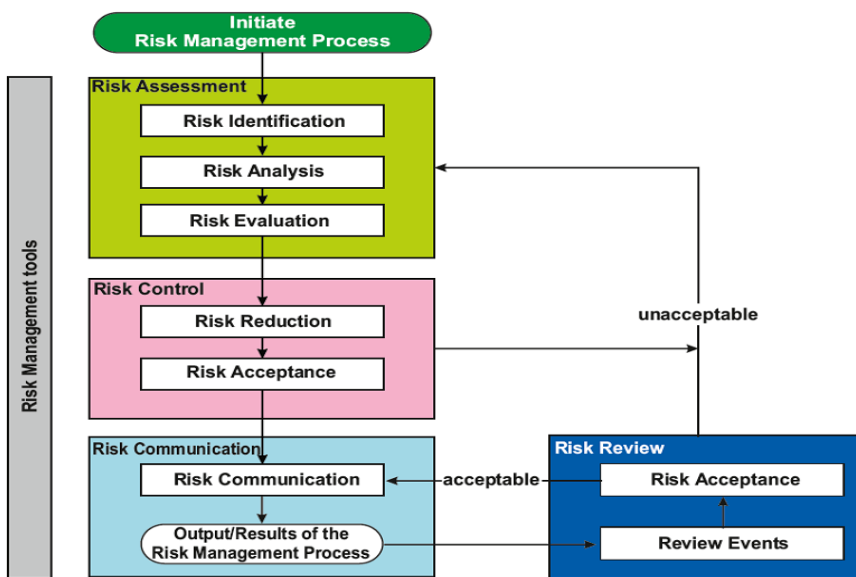 Initiate
Risk Management Process
Risk Management tools
Risk Assessment
Risk Identification
Risk Analysis
Risk Evaluation
Risk Control
Risk Reduction
Risk Acceptance
unacceptable
Risk Communication
Risk Communication
Output/Results of the
Risk Management Process
acceptable
Risk Review
Risk Acceptance
Review Events